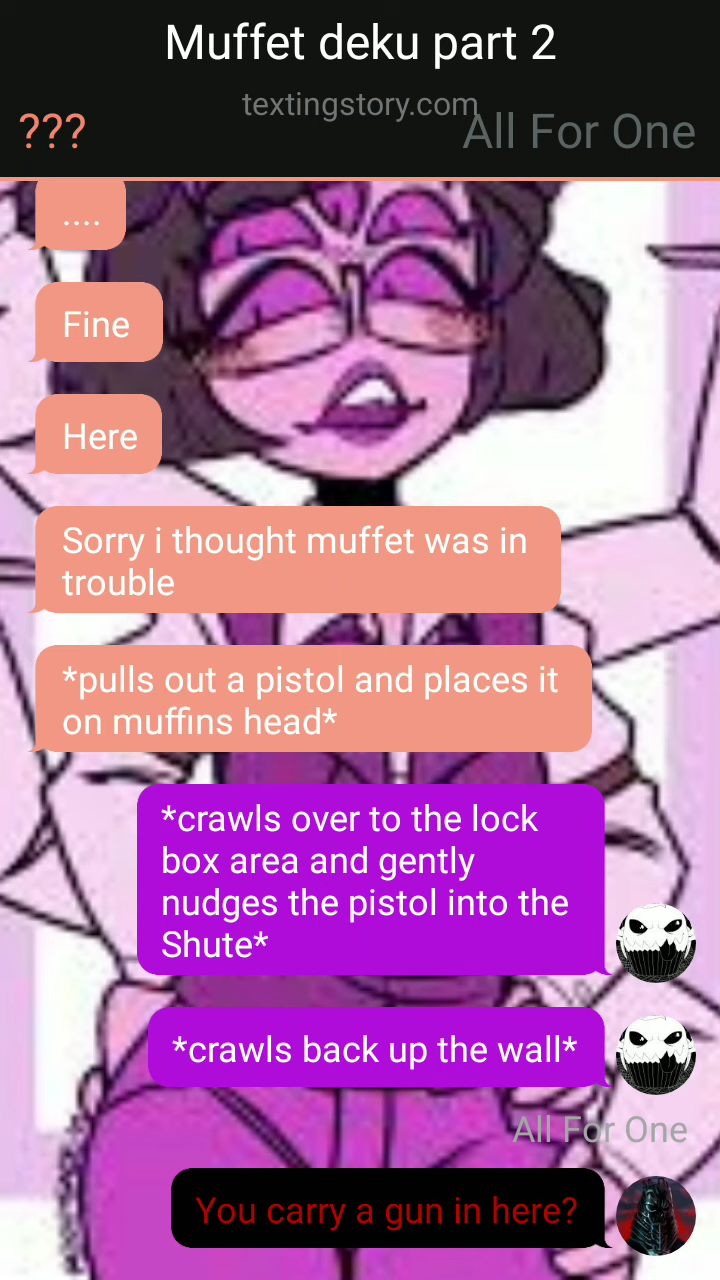 Muffet deku part 2
textingstory.com
???
All For One
....
Fine
Here
Sorry i thought muffet was in
trouble
*pulls out a pistol and places it
on muffins head*
*crawls over to the lock
box area and gently
nudges the pistol into the
Shute*
*crawls back up the wall*
All For One
You carry a gun in here?